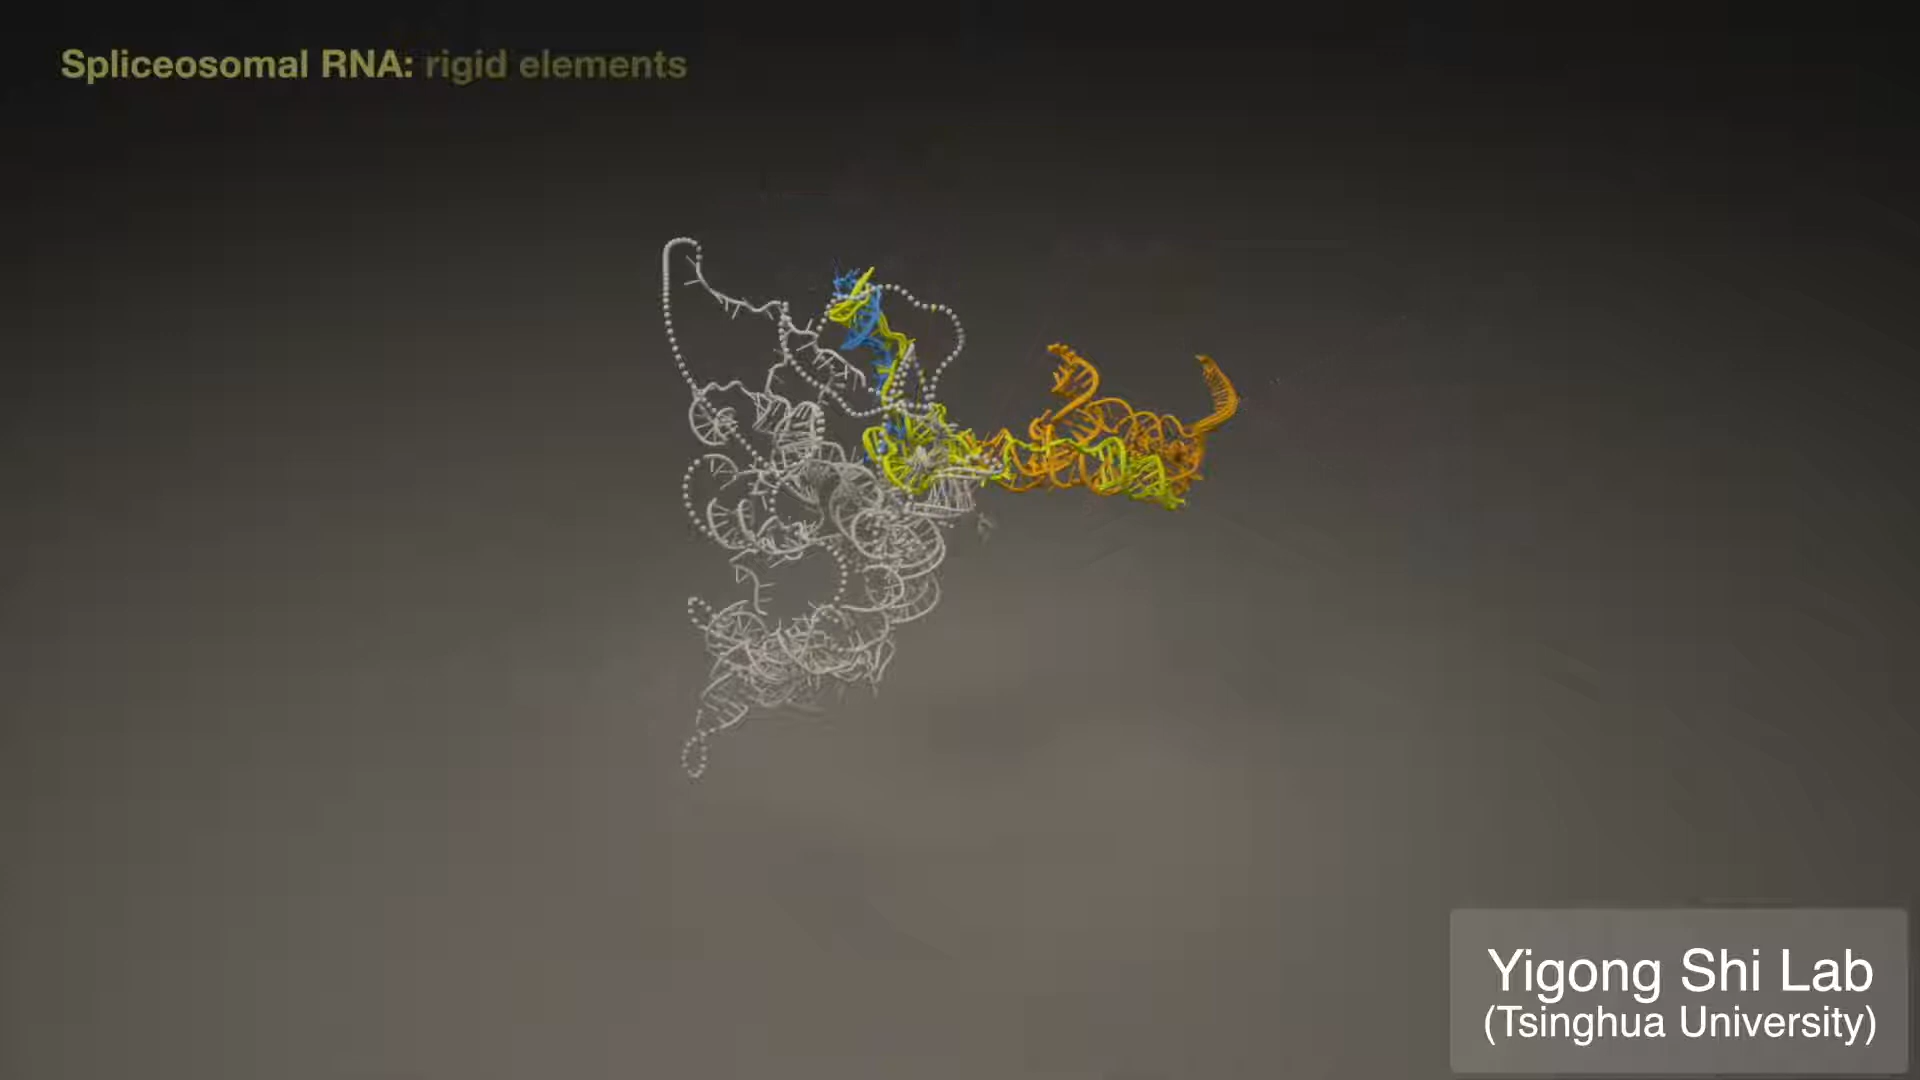 Spliceosomal RNA: rigid elements
Yigong Shi Lab
(Tsinghua University)